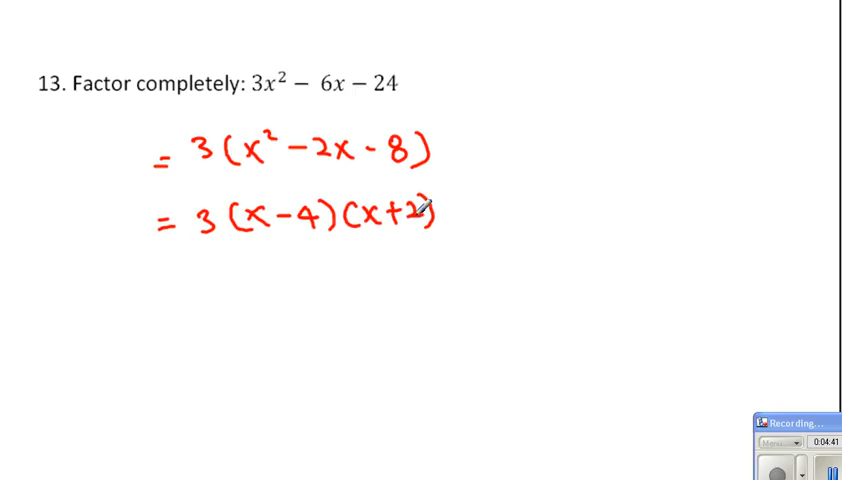 13. Factor completely: 3x² − 6x − 24
= 3 (x² − 2x - 8)
= 3 (x − 4) (x + 2)
Recording...
Menu
0:04:41